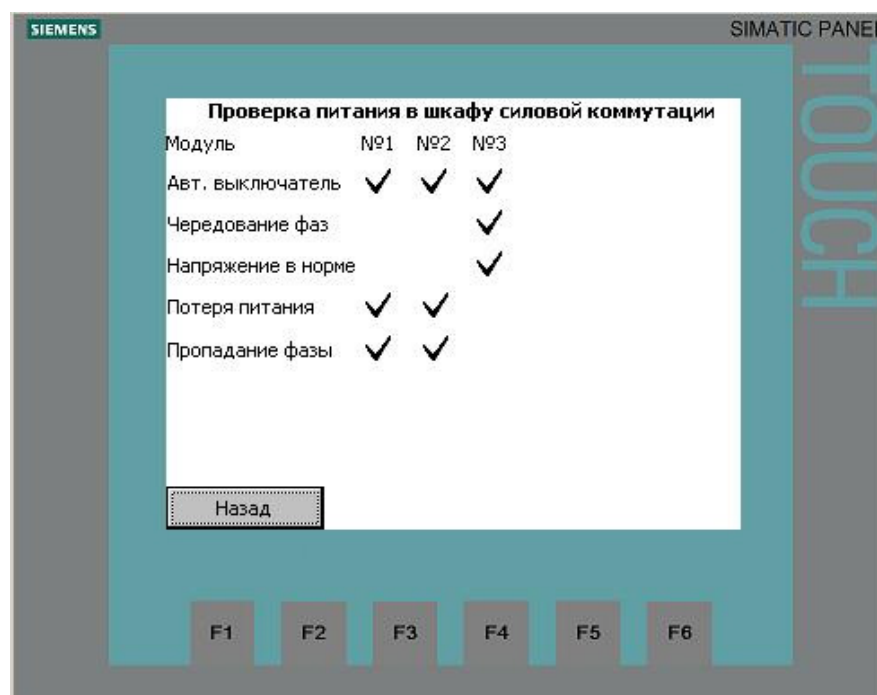 SIEMENS
SIMATIC PANEL
TOUCH
Проверка питания в шкафу силовой коммутации
Модуль №1 №2 №3
Авт. выключатель ✓ ✓ ✓
Чередование фаз ✓
Напряжение в норме ✓
Потеря питания ✓ ✓
Пропадание фазы ✓ ✓
Назад
F1 F2 F3 F4 F5 F6